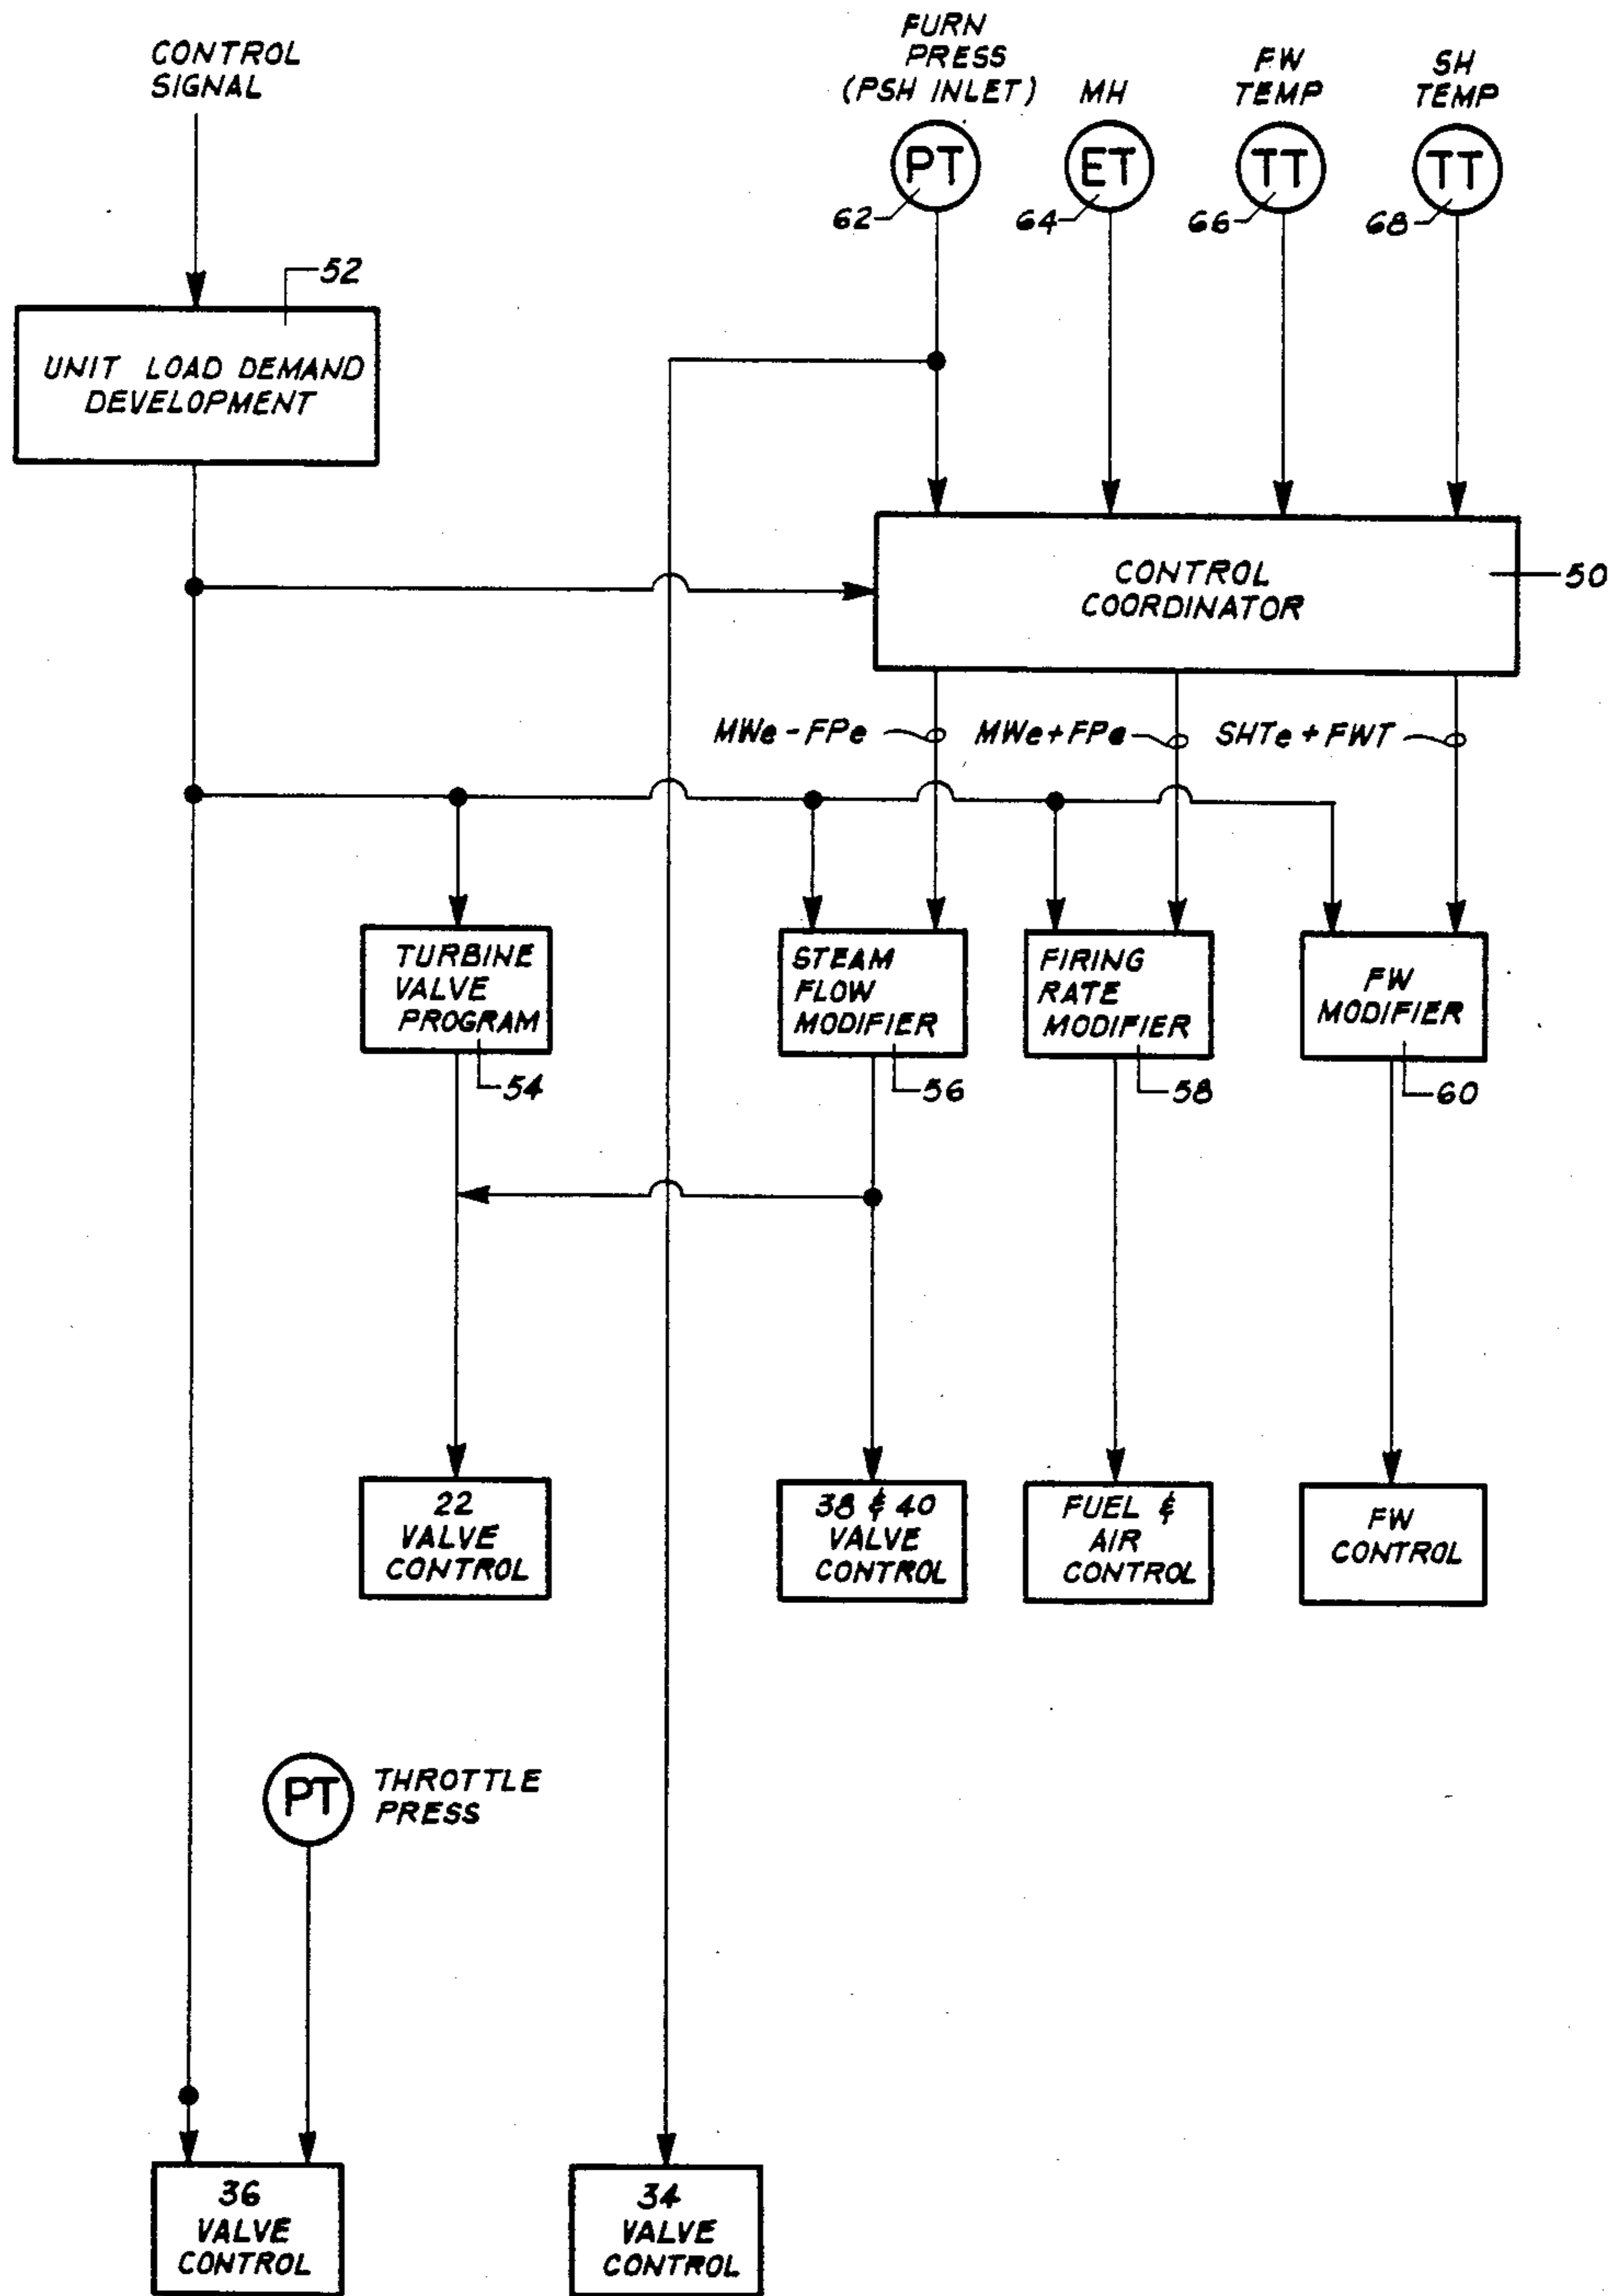 CONTROL
SIGNAL
FURN
PRESS
(PSH INLET)
MH
FW
TEMP
SH
TEMP
PT
ET
TT
TT
62
64
66
68
52
UNIT LOAD DEMAND
DEVELOPMENT
CONTROL
COORDINATOR
50
MWe - FPe
MWe + FPe
SHTe + FWT
TURBINE
VALVE
PROGRAM
54
STEAM
FLOW
MODIFIER
56
FIRING
RATE
MODIFIER
58
FW
MODIFIER
60
22
VALVE
CONTROL
38 & 40
VALVE
CONTROL
FUEL &
AIR
CONTROL
FW
CONTROL
PT
THROTTLE
PRESS
36
VALVE
CONTROL
34
VALVE
CONTROL